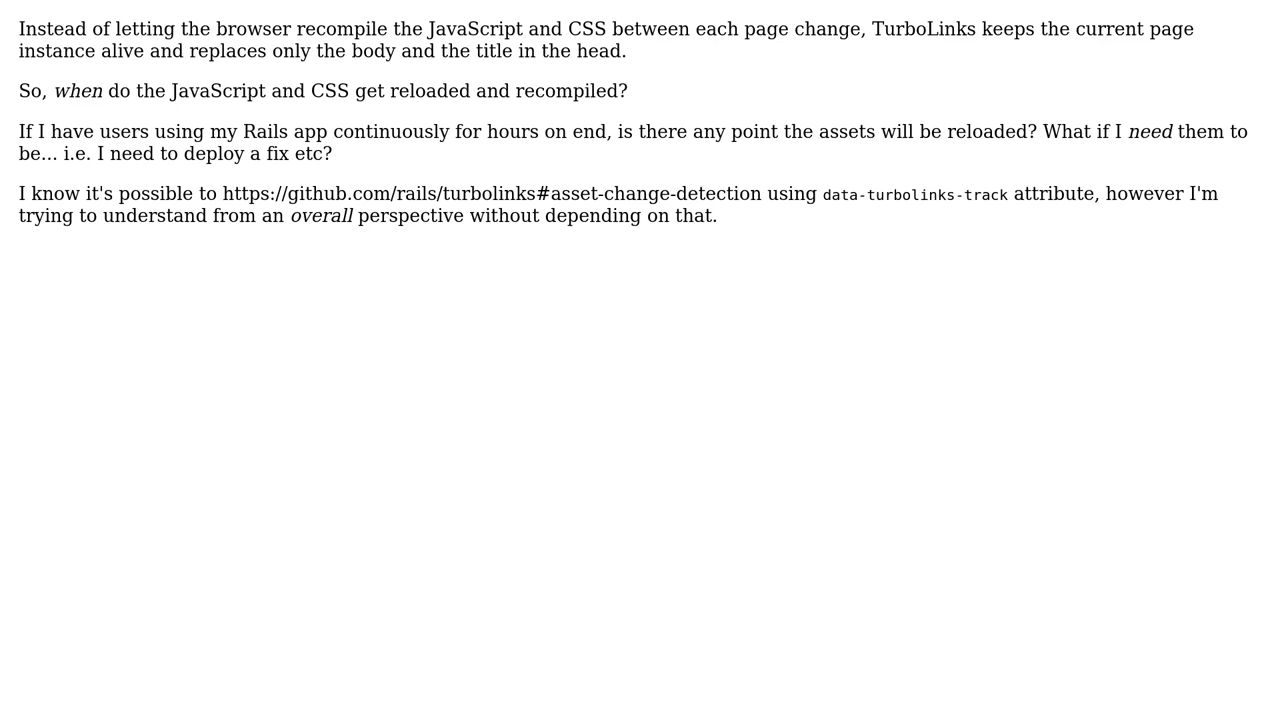 Instead of letting the browser recompile the JavaScript and CSS between each page change, TurboLinks keeps the current page
instance alive and replaces only the body and the title in the head.
So, when do the JavaScript and CSS get reloaded and recompiled?
If I have users using my Rails app continuously for hours on end, is there any point the assets will be reloaded? What if I need them to
be... i.e. I need to deploy a fix etc?
I know it's possible to https://github.com/rails/turbolinks#asset-change-detection using data-turbolinks-track attribute, however I'm
trying to understand from an overall perspective without depending on that.